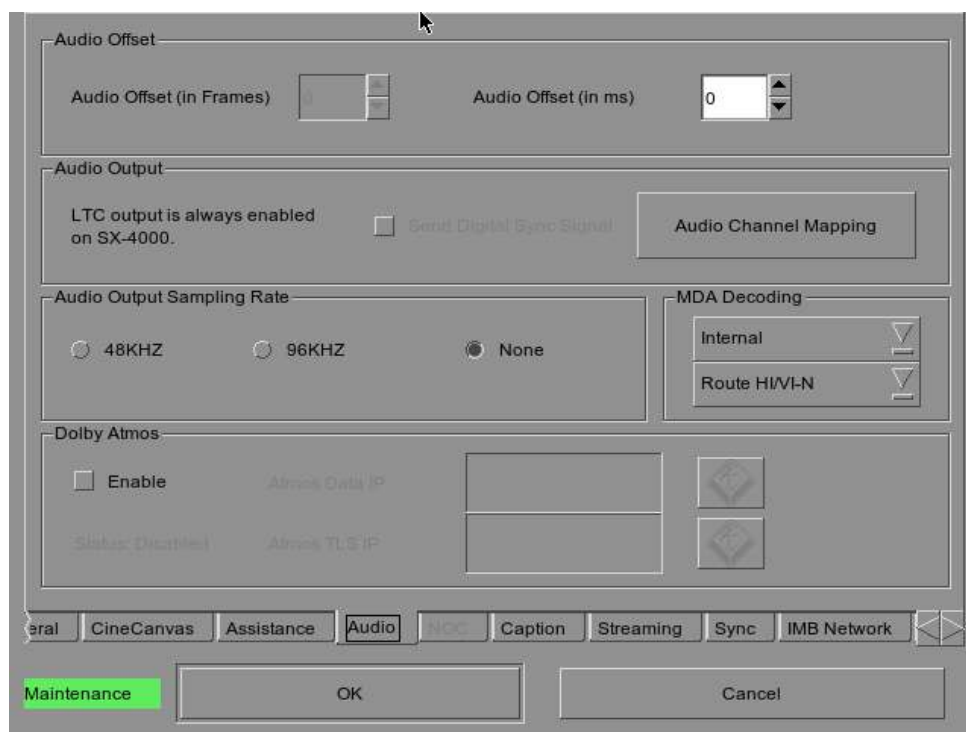 Audio Offset
Audio Offset (in Frames) 0 Audio Offset (in ms) 0
Audio Output
LTC output is always enabled
on SX-4000.
Send Digital Sync Signal
Audio Channel Mapping
Audio Output Sampling Rate
48KHZ 96KHZ None
MDA Decoding
Internal
Route HI/VI-N
Dolby Atmos
Enable Atmos Data IP
Status: Disabled Atmos TLS IP
eral CineCanvas Assistance Audio NOC Caption Streaming Sync IMB Network
Maintenance OK Cancel